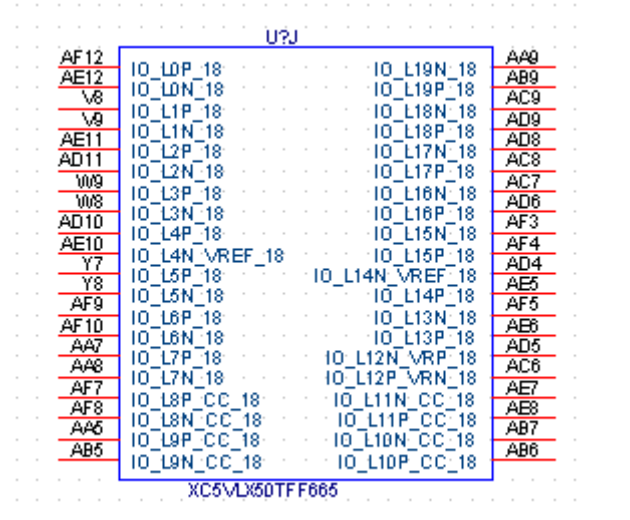 U?J
AF12 IO_L0P_18 IO_L19N_18 AA9
AE12 IO_L0N_18 IO_L19P_18 AB9
V8 IO_L1P_18 IO_L18N_18 AC9
V9 IO_L1N_18 IO_L18P_18 AD9
AE11 IO_L2P_18 IO_L17N_18 AD8
AD11 IO_L2N_18 IO_L17P_18 AC8
W9 IO_L3P_18 IO_L16N_18 AC7
W8 IO_L3N_18 IO_L16P_18 AD6
AD10 IO_L4P_18 IO_L15N_18 AF3
AE10 IO_L4N_VREF_18 IO_L15P_18 AF4
Y7 IO_L5P_18 IO_L14N_VREF_18 AD4
Y8 IO_L5N_18 IO_L14P_18 AE5
AF9 IO_L6P_18 IO_L13N_18 AF5
AF10 IO_L6N_18 IO_L13P_18 AE6
AA7 IO_L7P_18 IO_L12N_VRP_18 AD5
AA8 IO_L7N_18 IO_L12P_VRN_18 AC6
AF7 IO_L8P_CC_18 IO_L11N_CC_18 AE7
AF8 IO_L8N_CC_18 IO_L11P_CC_18 AE8
AA5 IO_L9P_CC_18 IO_L10N_CC_18 AB7
AB5 IO_L9N_CC_18 IO_L10P_CC_18 AB6
XC5VLX50TFF665